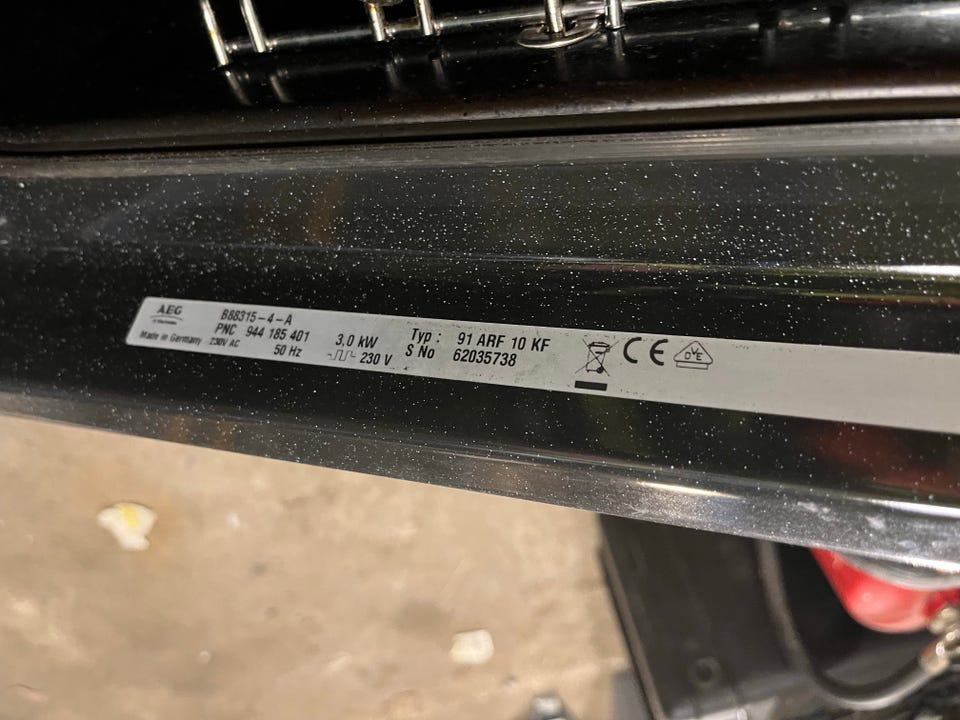 AEG
Made in Germany
B88315-4-A
PNC 944 185 401
230V AC 50 Hz
3,0 kW
230 V
Typ : 91 ARF 10 KF
S No 62035738
CE
DVE